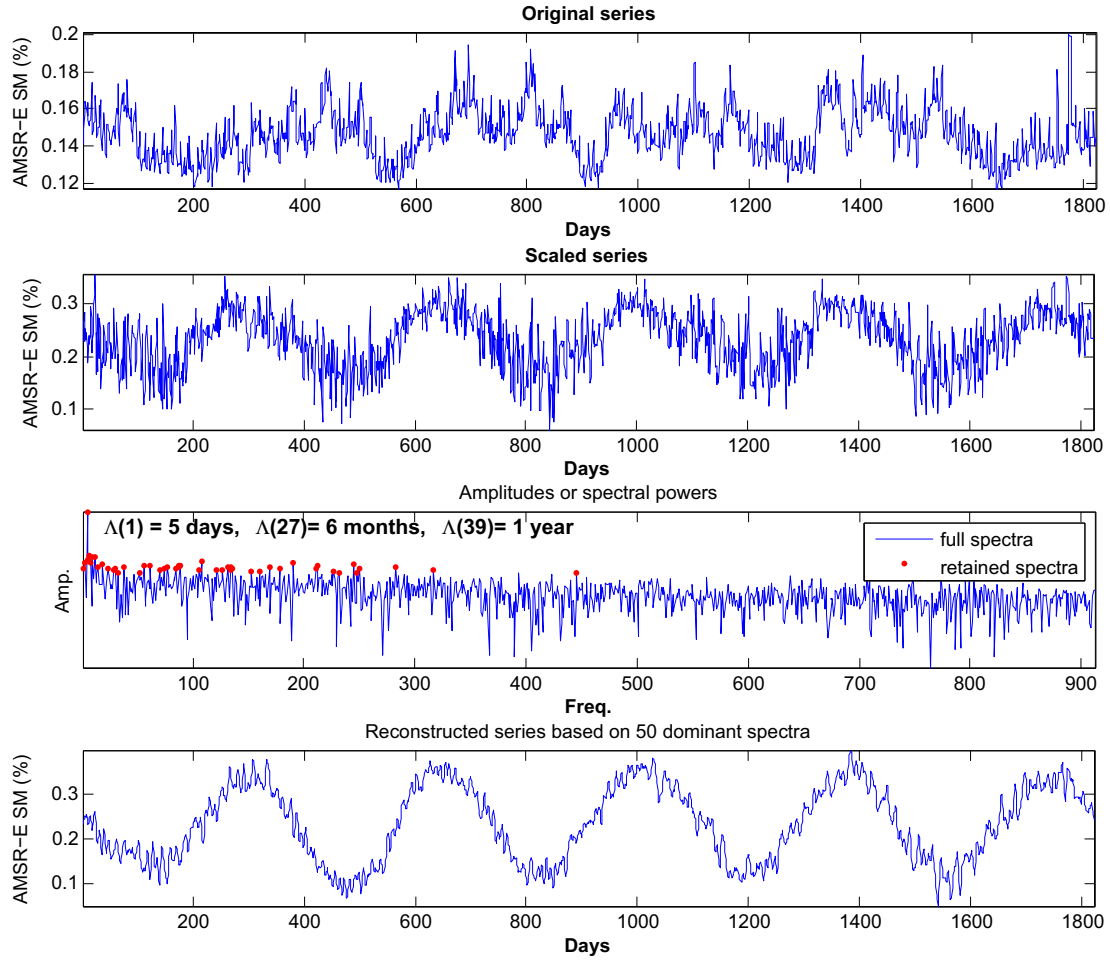 Original series
AMSR-E SM (%)
0.2
0.18
0.16
0.14
0.12
200 400 600 800 1000 1200 1400 1600 1800
Days
Scaled series
AMSR-E SM (%)
0.3
0.2
0.1
200 400 600 800 1000 1200 1400 1600 1800
Days
Amplitudes or spectral powers
Λ(1) = 5 days, Λ(27)= 6 months, Λ(39)= 1 year
full spectra
retained spectra
Amp.
100 200 300 400 500 600 700 800 900
Freq.
Reconstructed series based on 50 dominant spectra
AMSR-E SM (%)
0.3
0.2
0.1
200 400 600 800 1000 1200 1400 1600 1800
Days